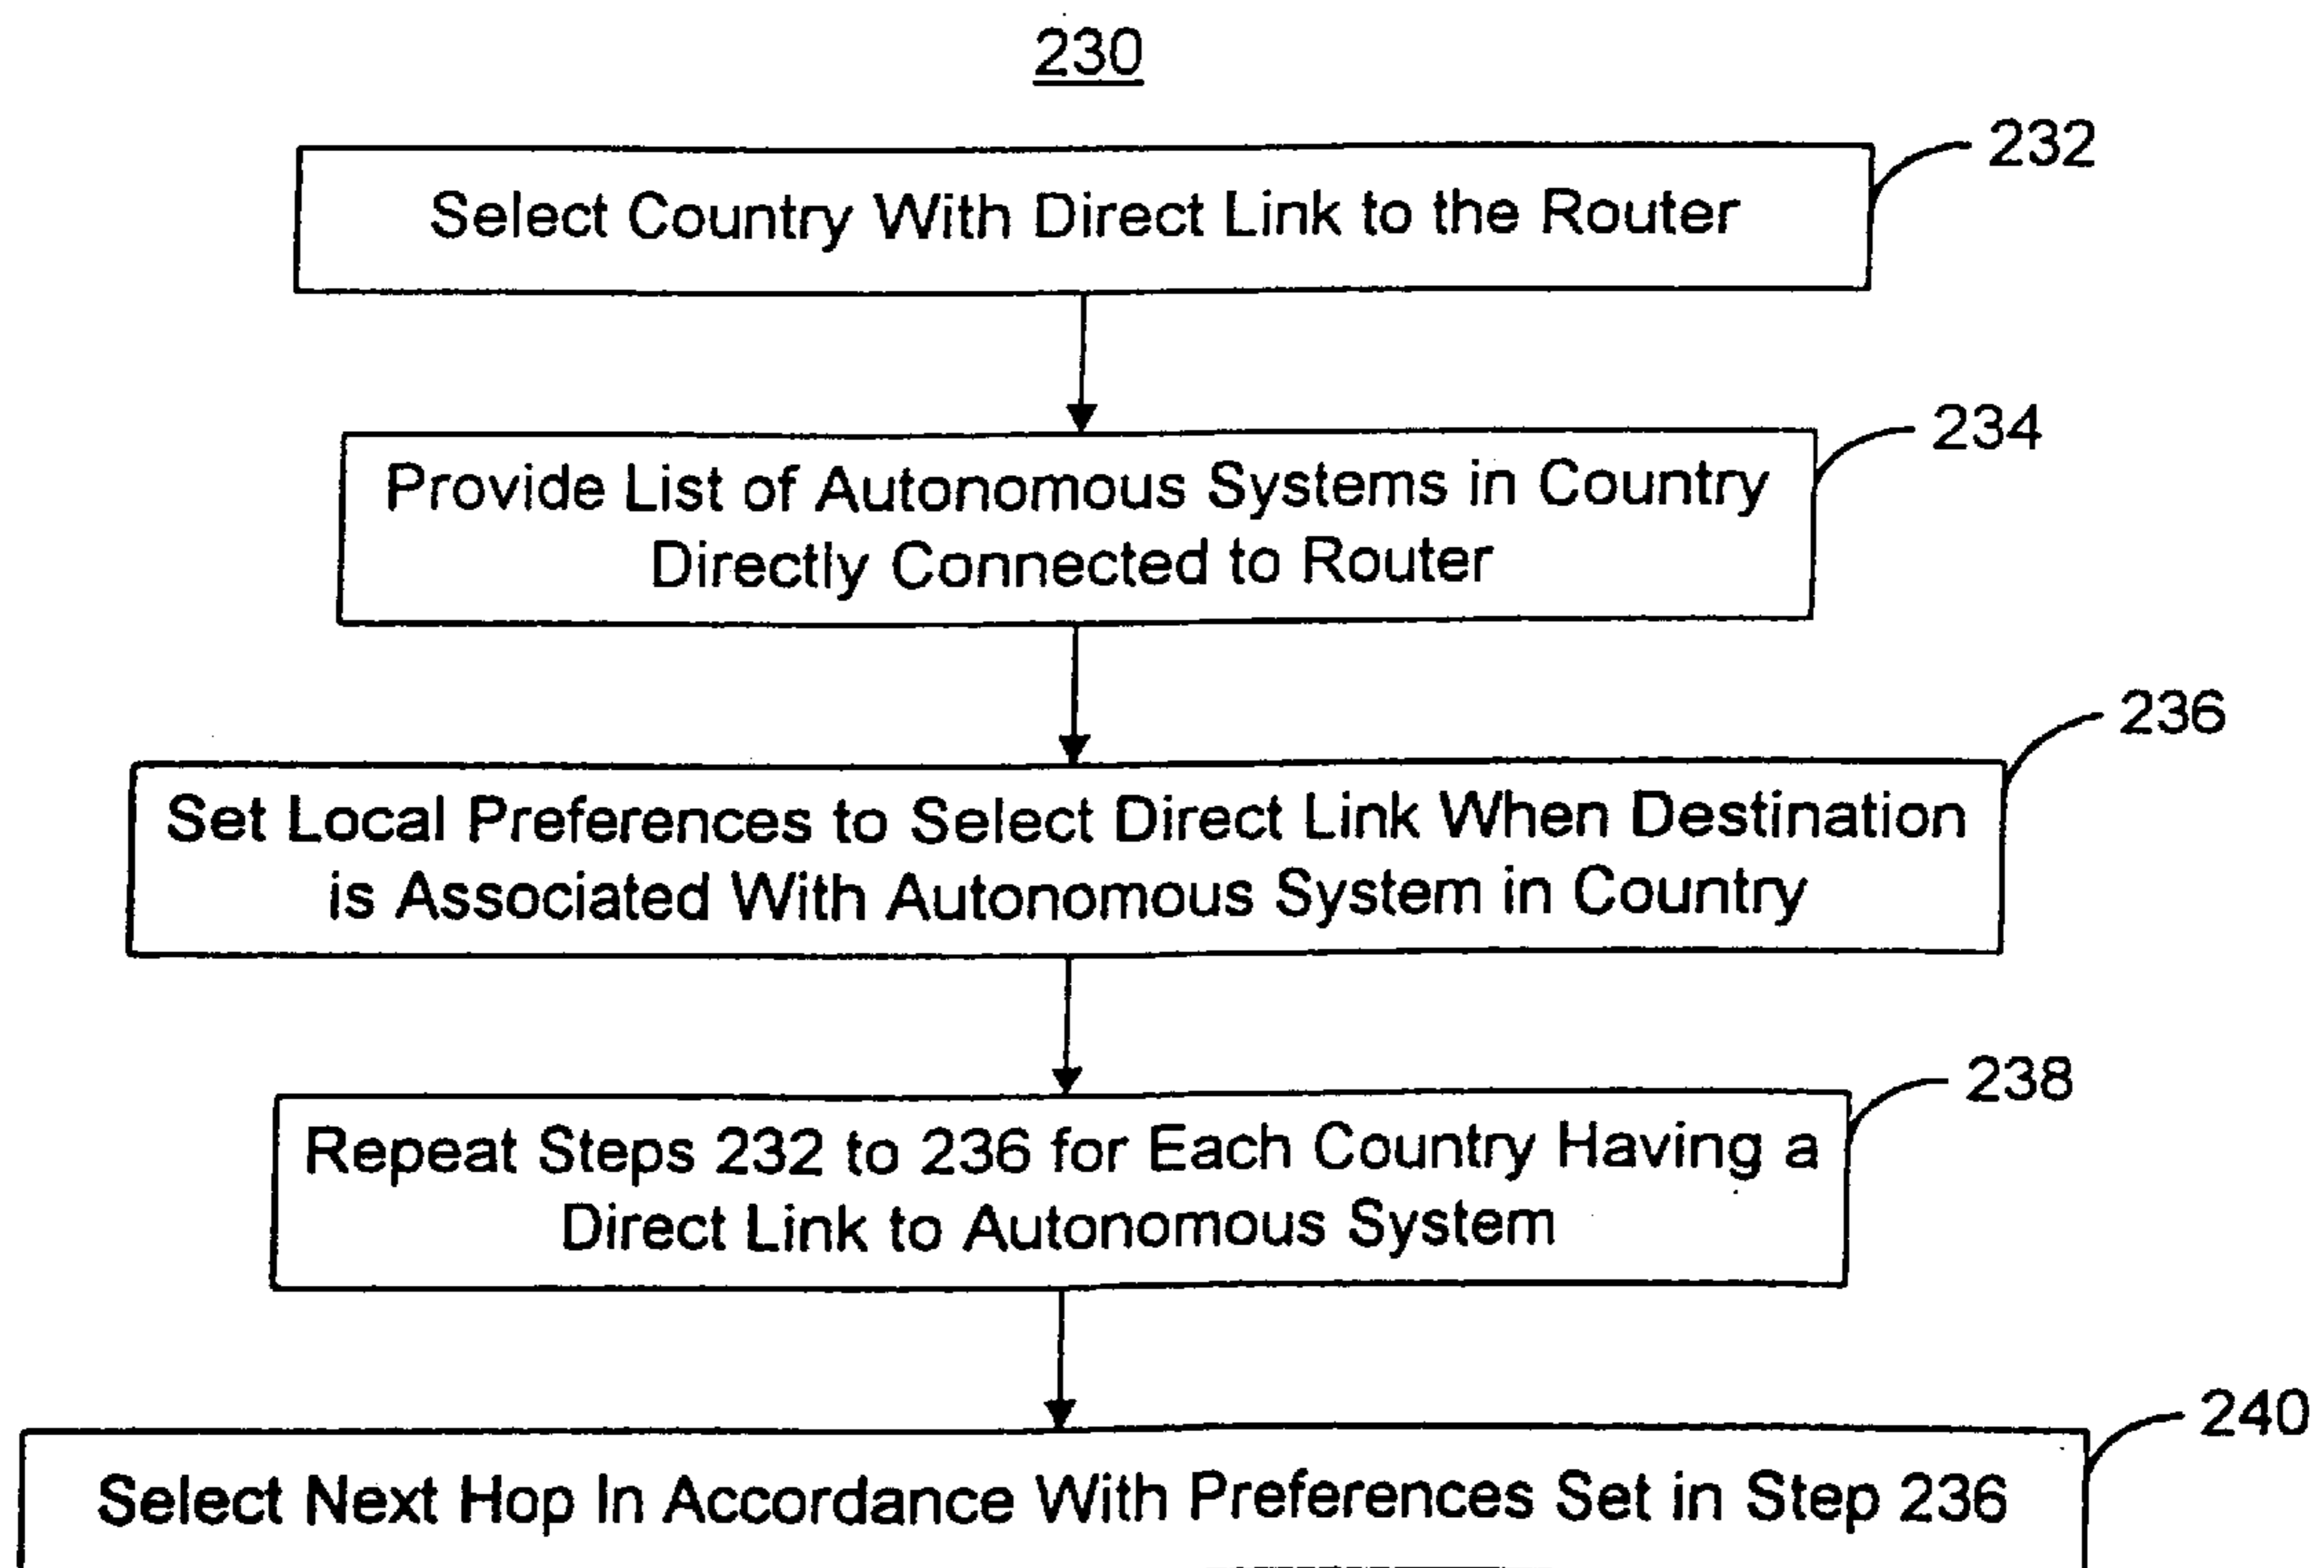 230
232
Select Country With Direct Link to the Router
234
Provide List of Autonomous Systems in Country
Directly Connected to Router
236
Set Local Preferences to Select Direct Link When Destination
is Associated With Autonomous System in Country
238
Repeat Steps 232 to 236 for Each Country Having a
Direct Link to Autonomous System
240
Select Next Hop In Accordance With Preferences Set in Step 236